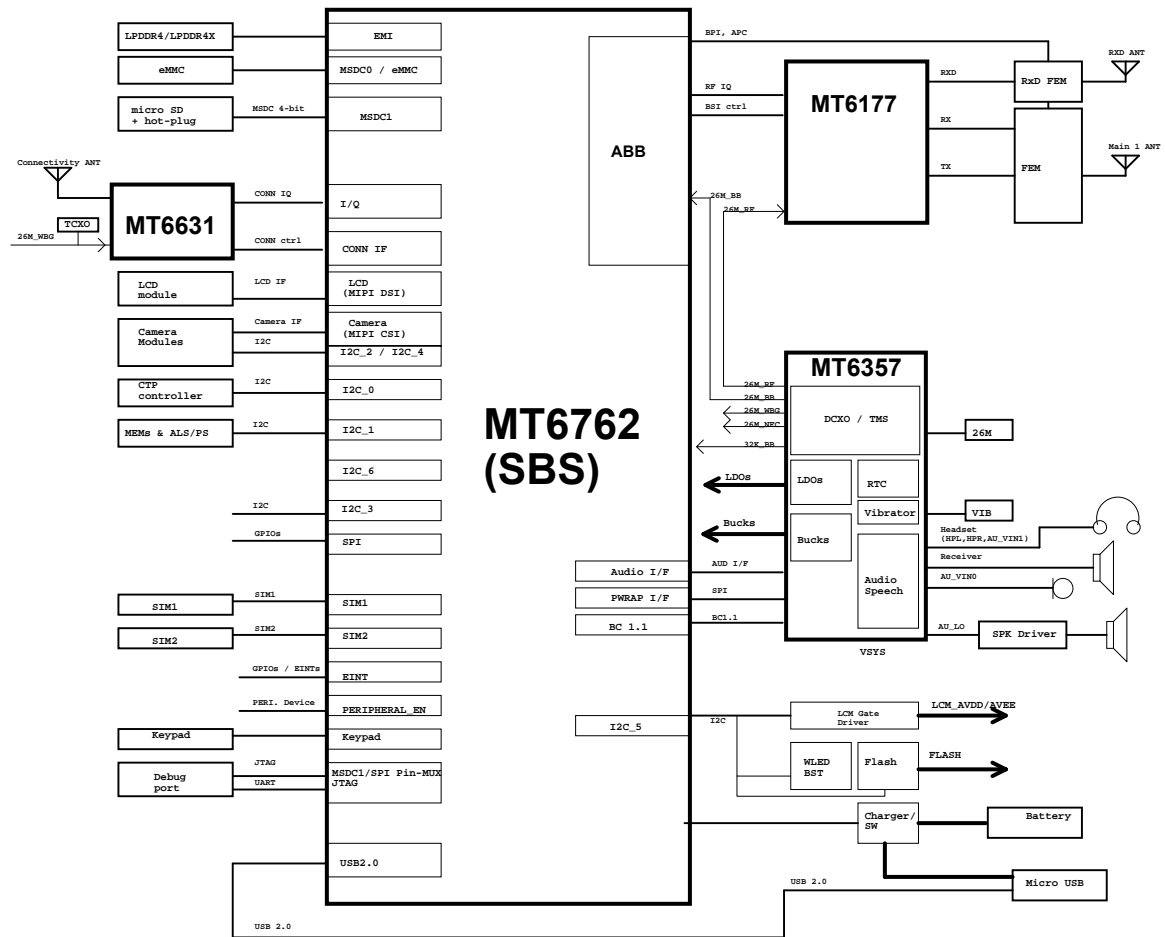 LPDDR4/LPDDR4X
EMI
eMMC
MSDC0 / eMMC
micro SD
+ hot-plug
MSDC 4-bit
MSDC1
Connectivity ANT
MT6631
TCXO
26M_WBG
CONN IQ
I/Q
CONN ctrl
CONN IF
LCD
module
LCD IF
LCD
(MIPI DSI)
Camera
Modules
Camera IF
I2C
Camera
(MIPI CSI)
I2C_2 / I2C_4
CTP
controller
I2C
I2C_0
MEMs & ALS/PS
I2C
I2C_1
I2C_6
I2C
I2C_3
GPIOs
SPI
SIM1
SIM1
SIM1
SIM2
SIM2
SIM2
GPIOs / EINTs
EINT
PERI. Device
PERIPHERAL_EN
Keypad
Keypad
Debug
port
JTAG
UART
MSDC1/SPI Pin-MUX
JTAG
USB2.0
USB 2.0
MT6762
(SBS)
ABB
Audio I/F
PWRAP I/F
BC 1.1
I2C_5
BPI, APC
RF IQ
BSI ctrl
26M_BB
26M_RF
MT6177
RXD
RX
TX
RxD FEM
FEM
RXD ANT
Main 1 ANT
MT6357
26M_RF
26M_BB
26M_WBG
26M_NFC
32K_BB
DCXO / TMS
26M
LDOs
LDOs
RTC
Vibrator
VIB
Bucks
Bucks
Headset
(HPL,HPR,AU_VIN1)
Receiver
AU_VIN0
Audio
Speech
AUD I/F
SPI
BC1.1
AU_LO
SPK Driver
VSYS
I2C
LCM Gate
Driver
LCM_AVDD/AVEE
WLED
BST
Flash
FLASH
Charger/
SW
Battery
USB 2.0
Micro USB